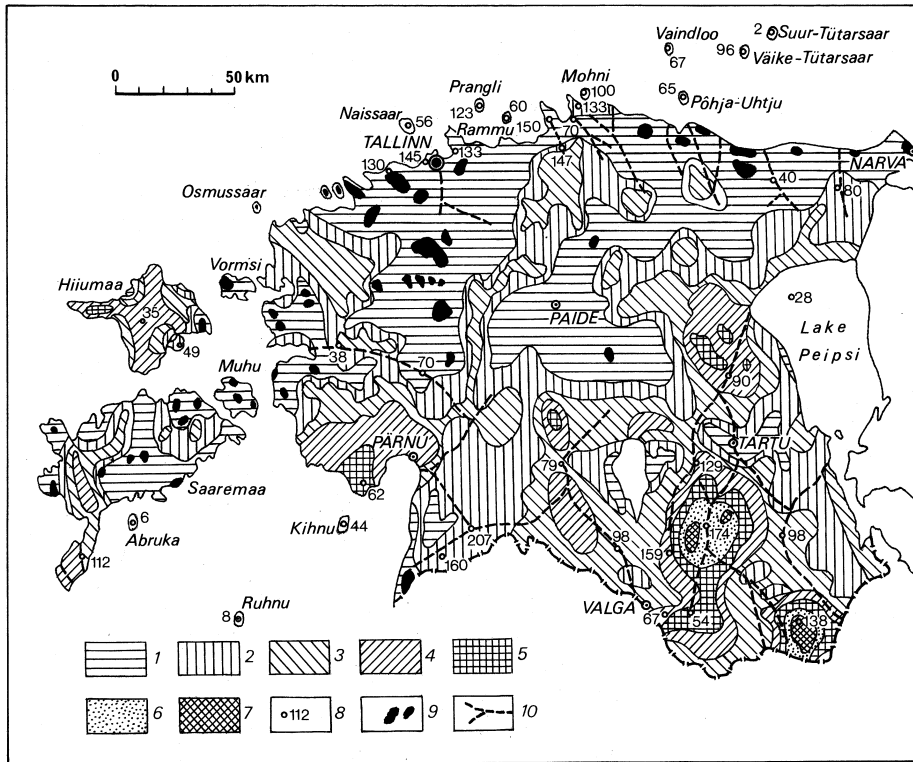 2 Suur-Tütarsaar
Vaindloo
67
96 Väike-Tütarsaar
0 50 km
Prangli
123
Mohni
100
133
65
Põhja-Uhtju
Naissaar
56
60
Rammu
150
70
TALLINN
145
133
130
147
NARVA
40
80
Osmussaar
Hiiumaa
35
49
Vormsi
28
Lake
Peipsi
PAIDE
38
70
90
Muhu
PÄRNU
TARTU
79
129
62
Saaremaa
6
Abruka
Kihnu
44
207
98
174
98
159
160
112
Ruhnu
8
VALGA
67
54
138
1 2 3 4 5
6 7 112 8 9 10